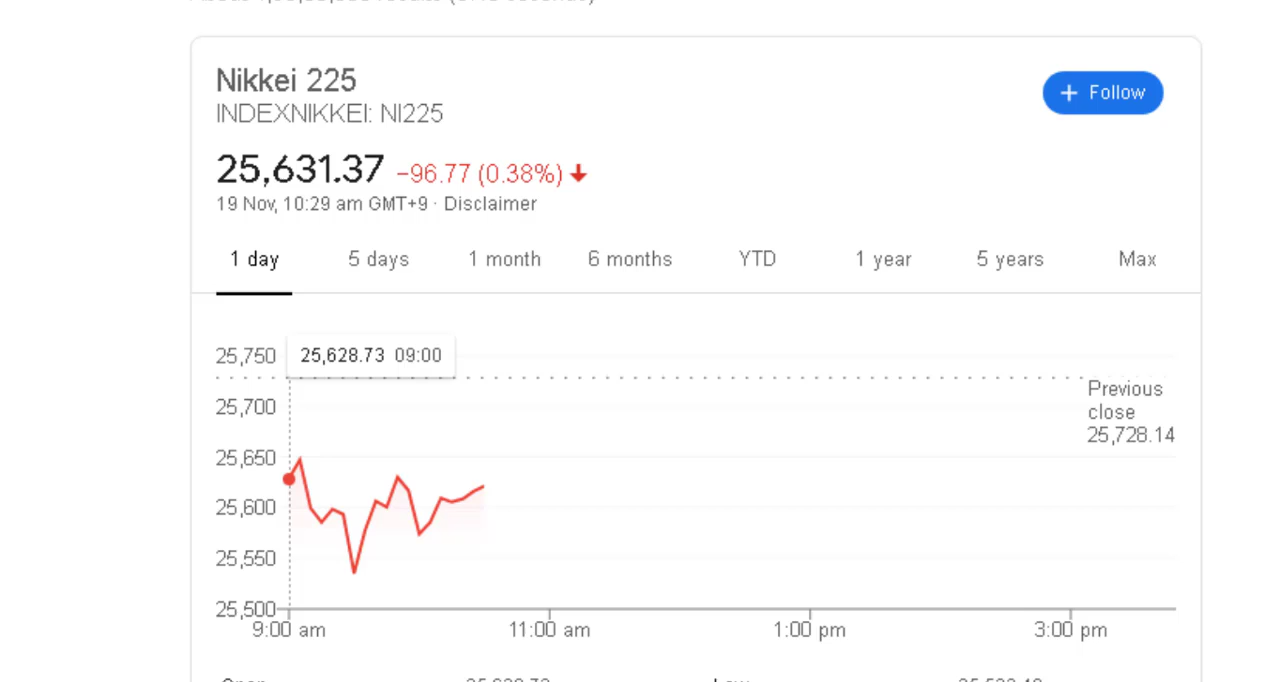 Nikkei 225
INDEXNIKKEI: NI225
+ Follow
25,631.37 −96.77 (0.38%)
19 Nov, 10:29 am GMT+9 · Disclaimer
1 day 5 days 1 month 6 months YTD 1 year 5 years Max
25,750
25,628.73 09:00
Previous
close
25,728.14
25,700
25,650
25,600
25,550
25,500
9:00 am 11:00 am 1:00 pm 3:00 pm